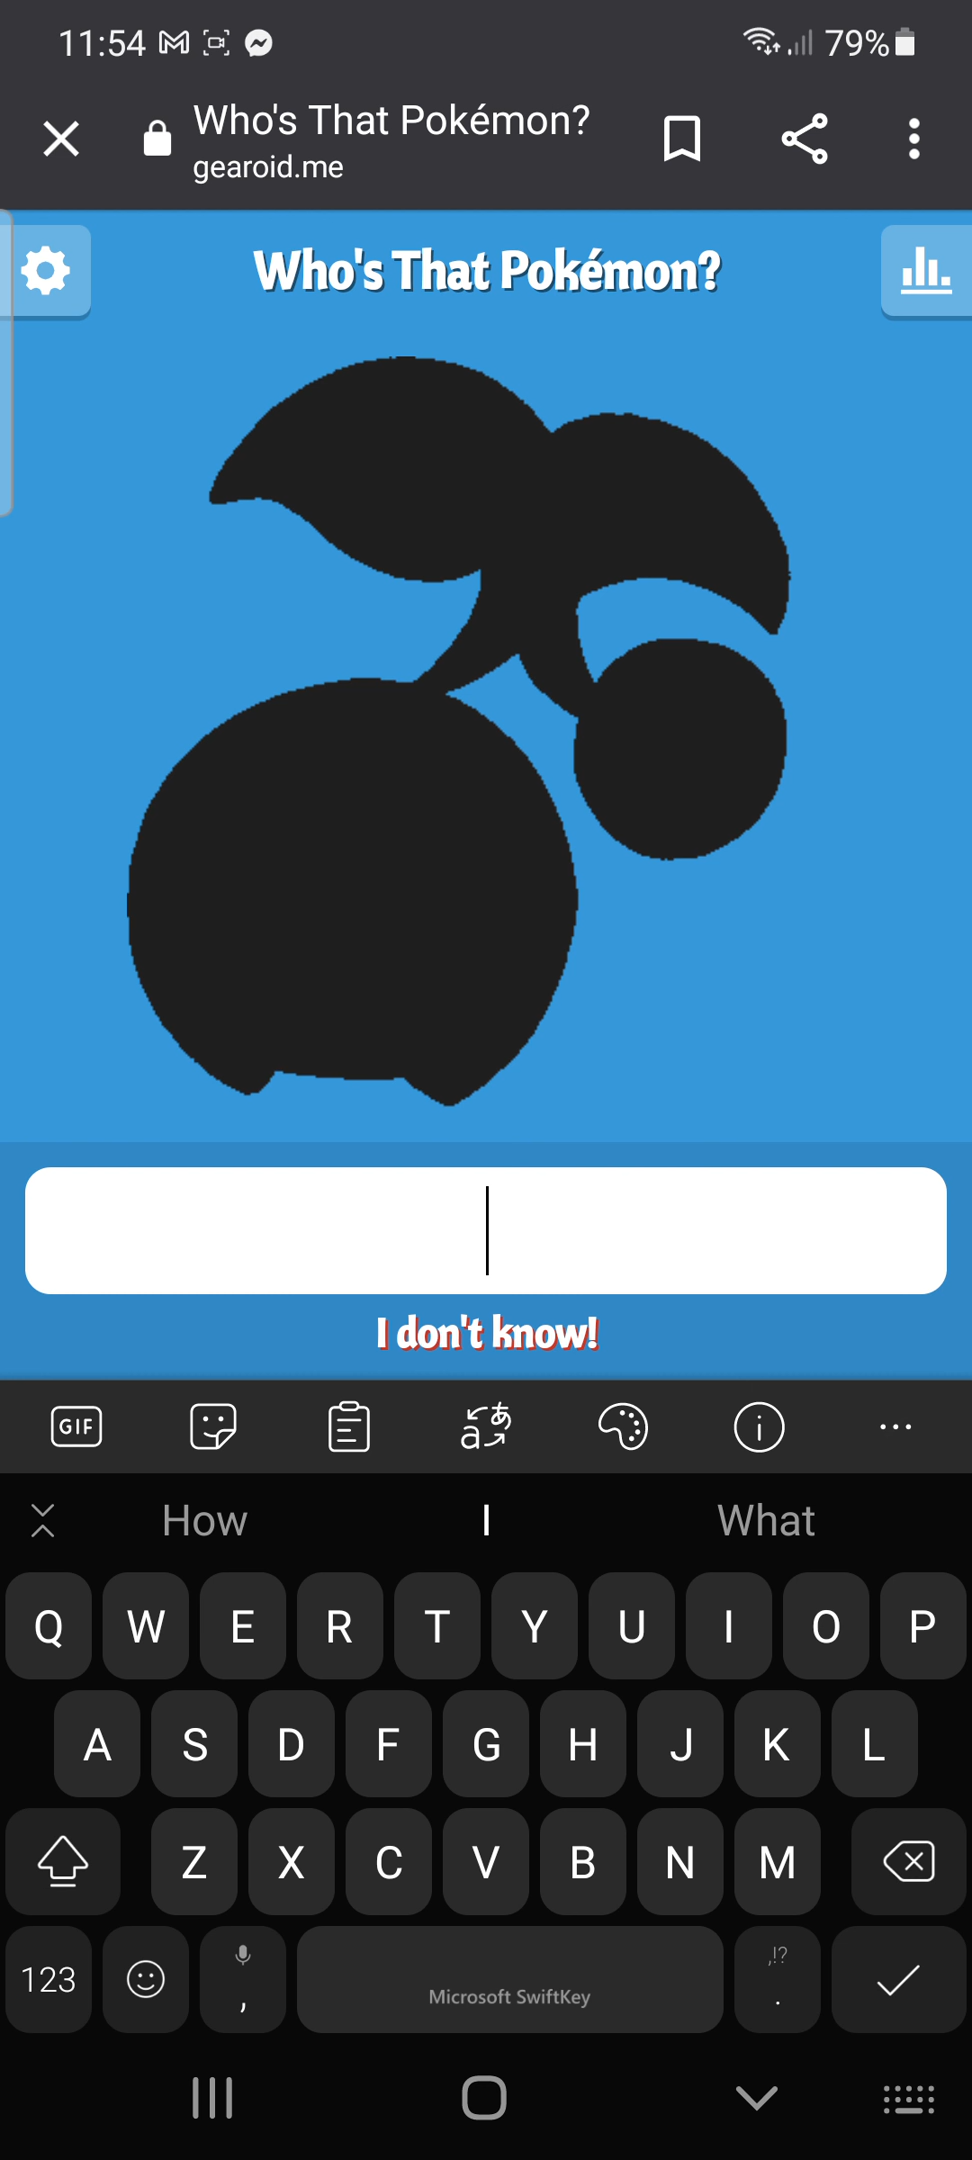 11:54 79%
Who's That Pokémon?
gearoid.me
Who's That Pokémon?
I don't know!
GIF
How I What
Q W E R T Y U I O P
A S D F G H J K L
Z X C V B N M
,!?
123 , Microsoft SwiftKey .